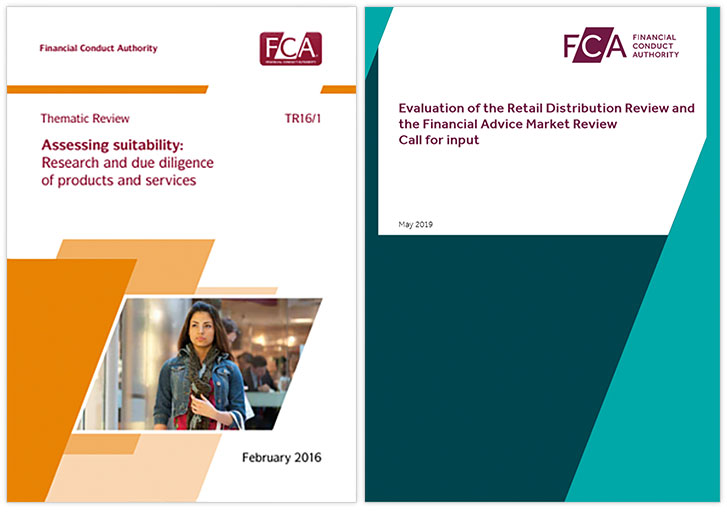 Financial Conduct Authority
FCA
FINANCIAL CONDUCT AUTHORITY
Thematic Review
TR16/1
Assessing suitability:
Research and due diligence
of products and services
February 2016
FCA
FINANCIAL
CONDUCT
AUTHORITY
Evaluation of the Retail Distribution Review and
the Financial Advice Market Review
Call for input
May 2019